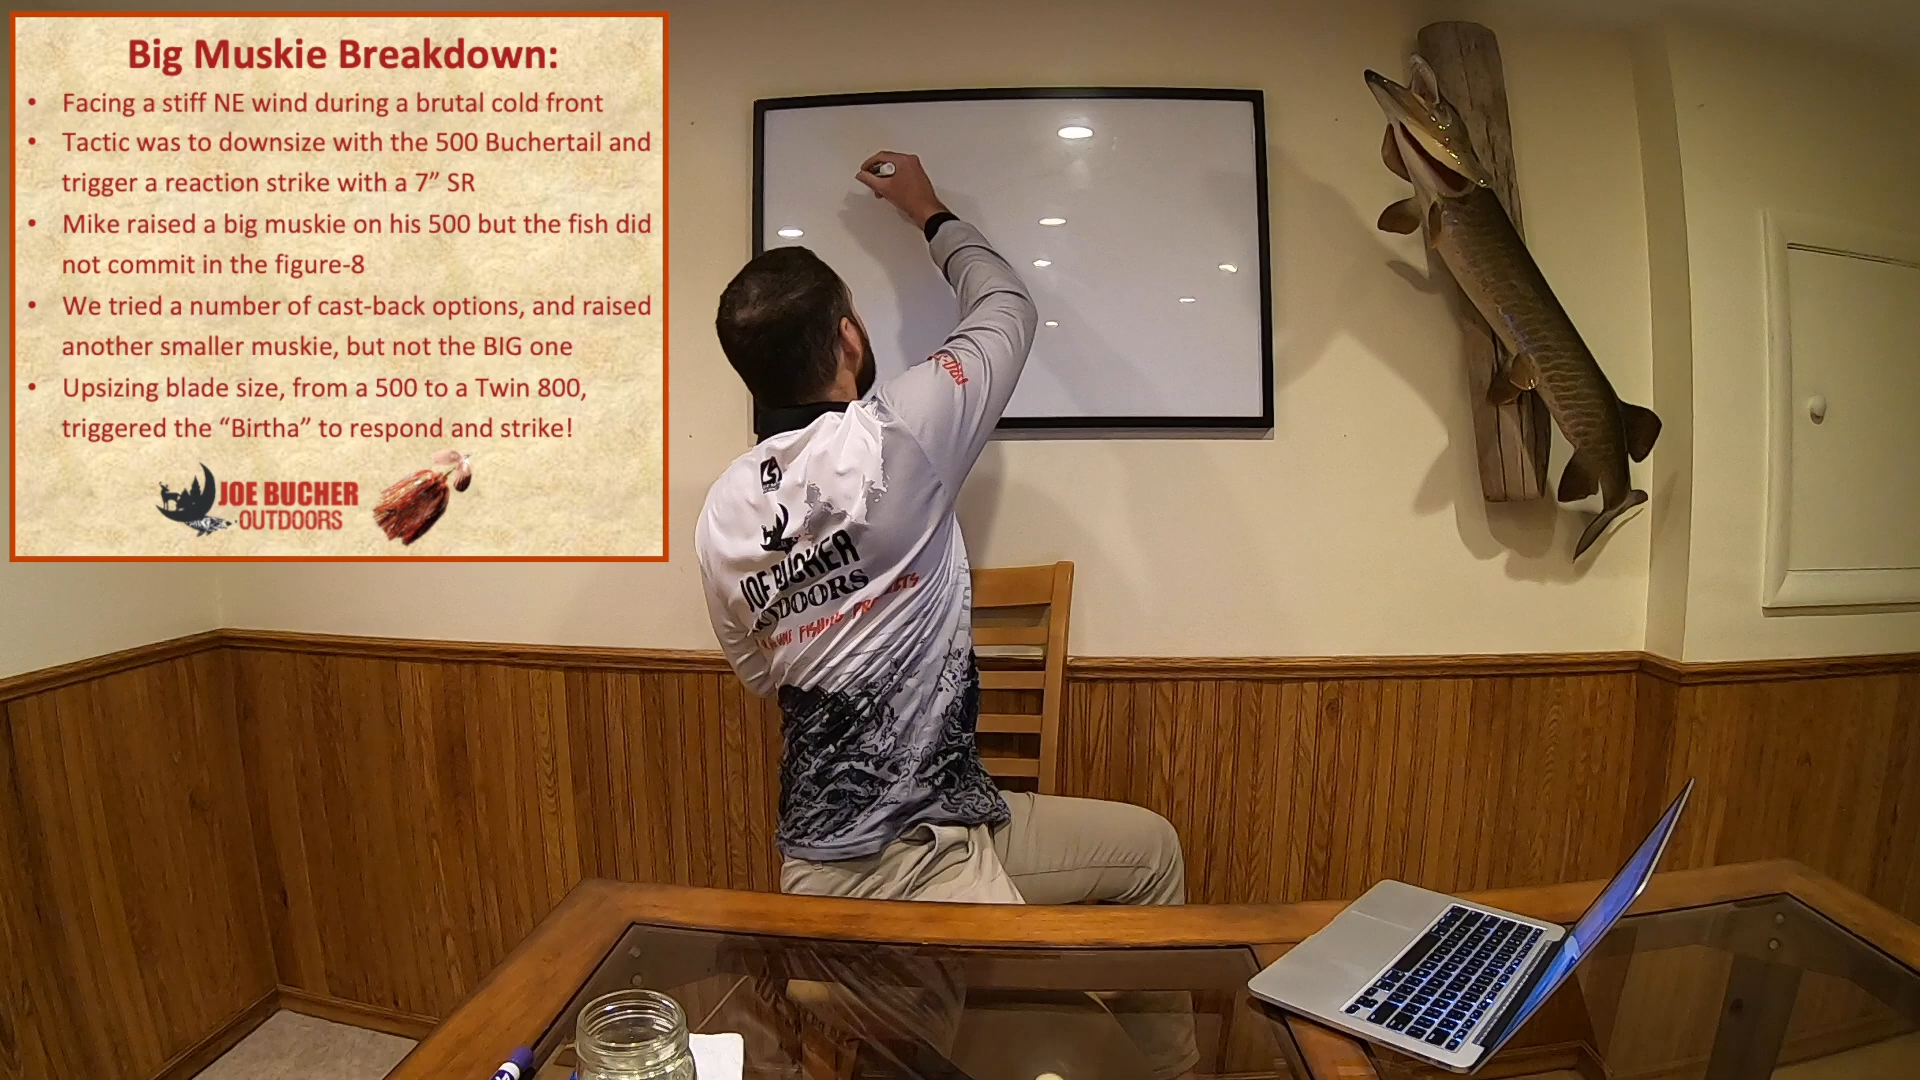 Big Muskie Breakdown:
• Facing a stiff NE wind during a brutal cold front
• Tactic was to downsize with the 500 Buchertail and
trigger a reaction strike with a 7” SR
• Mike raised a big muskie on his 500 but the fish did
not commit in the figure-8
• We tried a number of cast-back options, and raised
another smaller muskie, but not the BIG one
• Upsizing blade size, from a 500 to a Twin 800,
triggered the “Birtha” to respond and strike!
JOE BUCHER
OUTDOORS
JOE BUCHER
OUTDOORS
FISHING